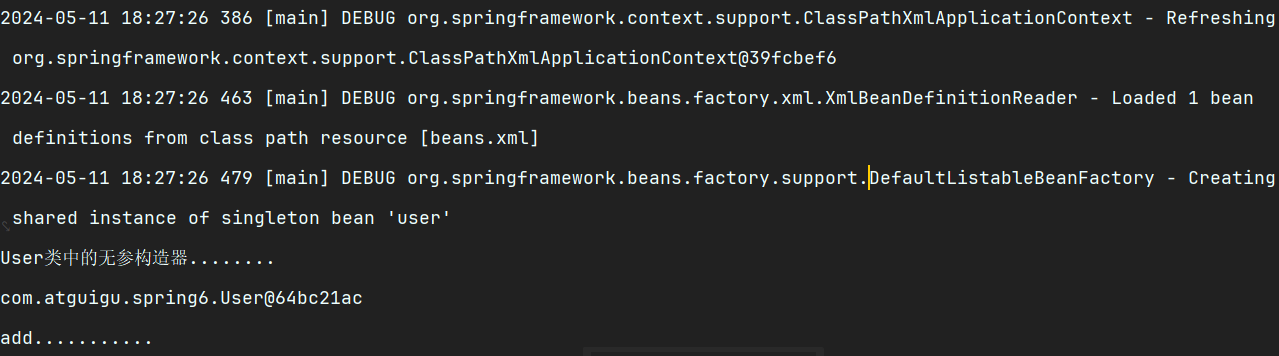 2024-05-11 18:27:26 386 [main] DEBUG org.springframework.context.support.ClassPathXmlApplicationContext - Refreshing
org.springframework.context.support.ClassPathXmlApplicationContext@39fcbef6
2024-05-11 18:27:26 463 [main] DEBUG org.springframework.beans.factory.xml.XmlBeanDefinitionReader - Loaded 1 bean
definitions from class path resource [beans.xml]
2024-05-11 18:27:26 479 [main] DEBUG org.springframework.beans.factory.support.DefaultListableBeanFactory - Creating
shared instance of singleton bean 'user'
User类中的无参构造器........
com.atguigu.spring6.User@64bc21ac
add...........